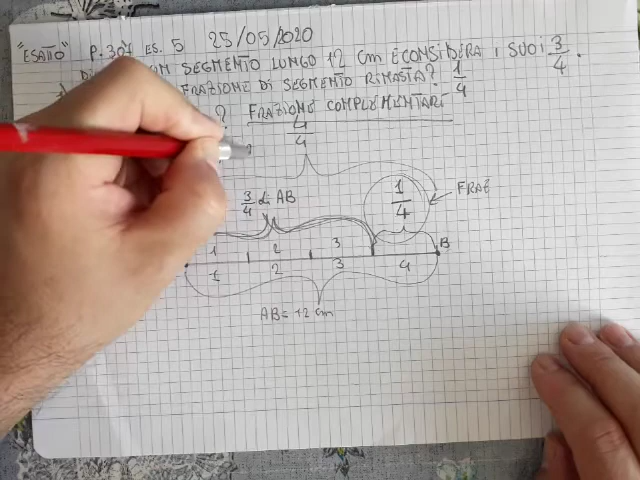 "ESATTO" P. 307 ES. 5 25/05/2020
SEGMENTO LUNGO 12 cm E CONSIDERA I SUOI 3/4.
FRAZIONE DI SEGMENTO RIMASTA? 1/4
? FRAZIONE COMPLEMENTARE
4/4
3/4 di AB
1/4
FRAZ
1 2 3 B
1 2 3 4
AB = 12 cm